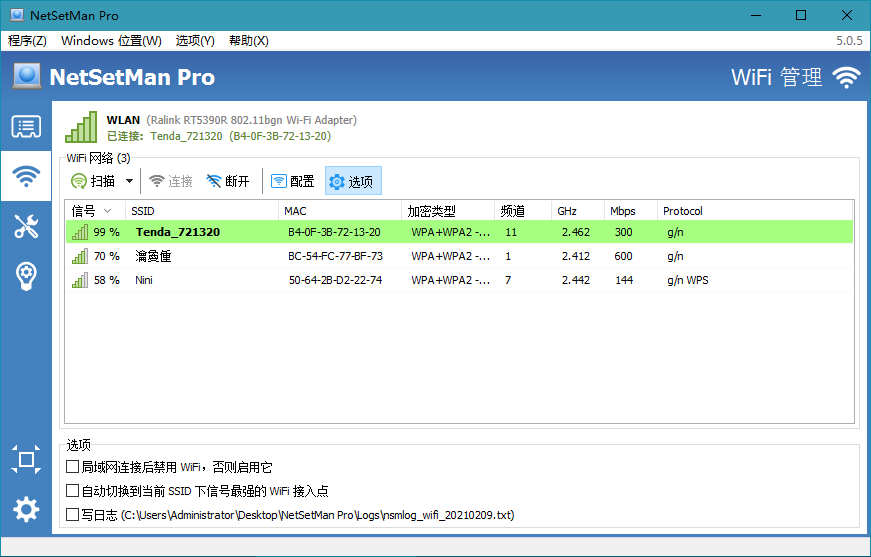 NetSetMan Pro
程序(Z) Windows 位置(W) 选项(Y) 帮助(X) 5.0.5
NetSetMan Pro WiFi 管理
WLAN (Ralink RT5390R 802.11bgn Wi-Fi Adapter)
已连接: Tenda_721320 (B4-0F-3B-72-13-20)
WiFi 网络 (3)
扫描 连接 断开 配置 选项
信号 SSID MAC 加密类型 频道 GHz Mbps Protocol
99 % Tenda_721320 B4-0F-3B-72-13-20 WPA+WPA2 -... 11 2.462 300 g/n
70 % BC-54-FC-77-BF-73 WPA+WPA2 -... 1 2.412 600 g/n
58 % Nini 50-64-2B-D2-22-74 WPA+WPA2 -... 7 2.442 144 g/n WPS
选项
局域网连接后禁用 WiFi，否则启用它
自动切换到当前 SSID 下信号最强的 WiFi 接入点
写日志 (C:\Users\Administrator\Desktop\NetSetMan Pro\Logs\nsmlog_wifi_20210209.txt)